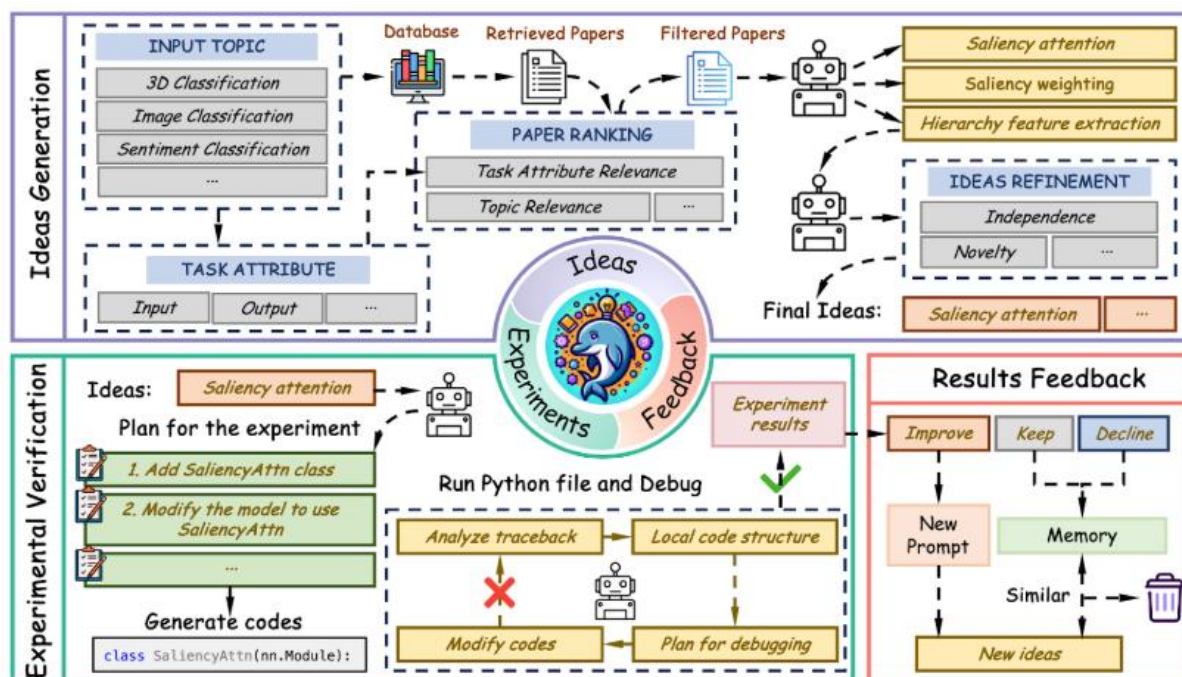 Ideas Generation
INPUT TOPIC
3D Classification
Image Classification
Sentiment Classification
...
TASK ATTRIBUTE
Input
Output
...
Database
Retrieved Papers
Filtered Papers
PAPER RANKING
Task Attribute Relevance
Topic Relevance
...
Saliency attention
Saliency weighting
Hierarchy feature extraction
IDEAS REFINEMENT
Independence
Novelty
...
Final Ideas:
Saliency attention
...
Ideas
Experiments
Feedback
Experimental Verification
Ideas:
Saliency attention
Plan for the experiment
1. Add SaliencyAttn class
2. Modify the model to use
SaliencyAttn
...
Generate codes
class SaliencyAttn(nn.Module):
Run Python file and Debug
Analyze traceback
Local code structure
Modify codes
Plan for debugging
Experiment
results
Results Feedback
Improve
Keep
Decline
New
Prompt
Memory
Similar
New ideas